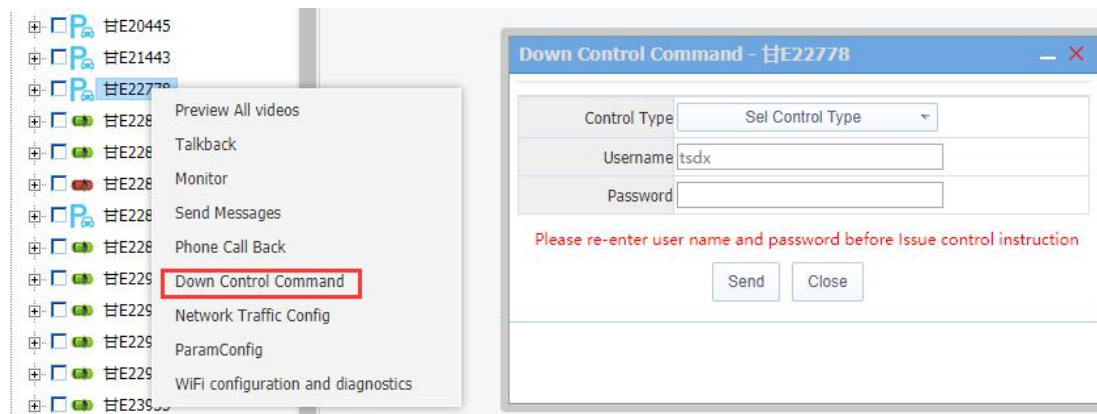 甘E20445
甘E21443
甘E22778
甘E228
甘E228
甘E228
甘E228
甘E228
甘E229
甘E229
甘E229
甘E229
Preview All videos
Talkback
Monitor
Send Messages
Phone Call Back
Down Control Command
Network Traffic Config
ParamConfig
WiFi configuration and diagnostics
Down Control Command - 甘E22778
Control Type Sel Control Type
Username tsdx
Password
Please re-enter user name and password before Issue control instruction
Send Close